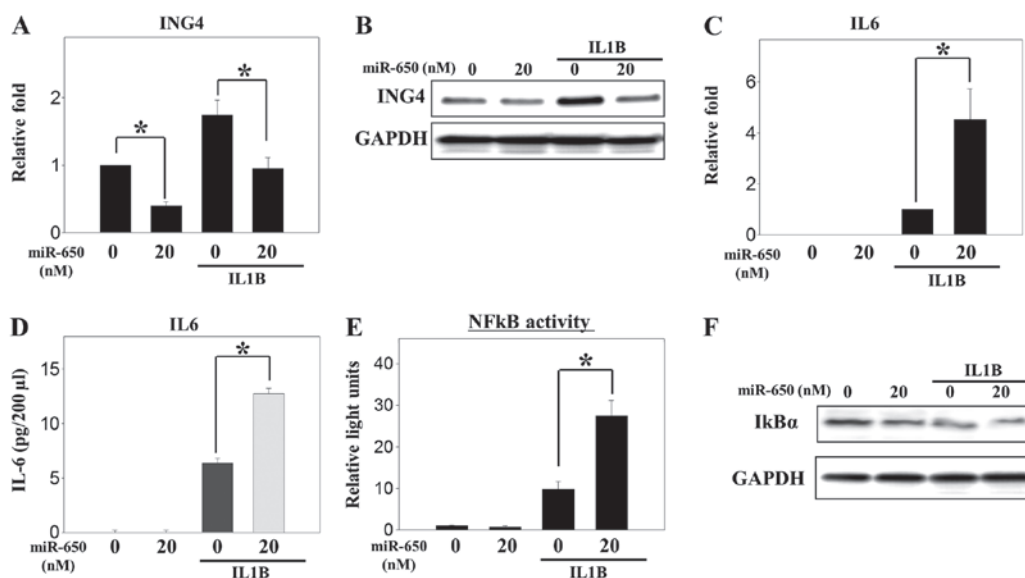 A
ING4
Relative fold
2
1
0
miR-650
(nM)
0 20 0 20
IL1B
*
*
B
IL1B
miR-650 (nM) 0 20 0 20
ING4
GAPDH
C
IL6
Relative fold
6
4
2
0
*
miR-650
(nM)
0 20 0 20
IL1B
D
IL6
IL-6 (pg/200 μl)
15
10
5
0
*
miR-650
(nM)
0 20 0 20
IL1B
E
NFkB activity
Relative light units
40
30
20
10
0
*
miR-650
(nM)
0 20 0 20
IL1B
F
IL1B
miR-650 (nM) 0 20 0 20
IkBα
GAPDH